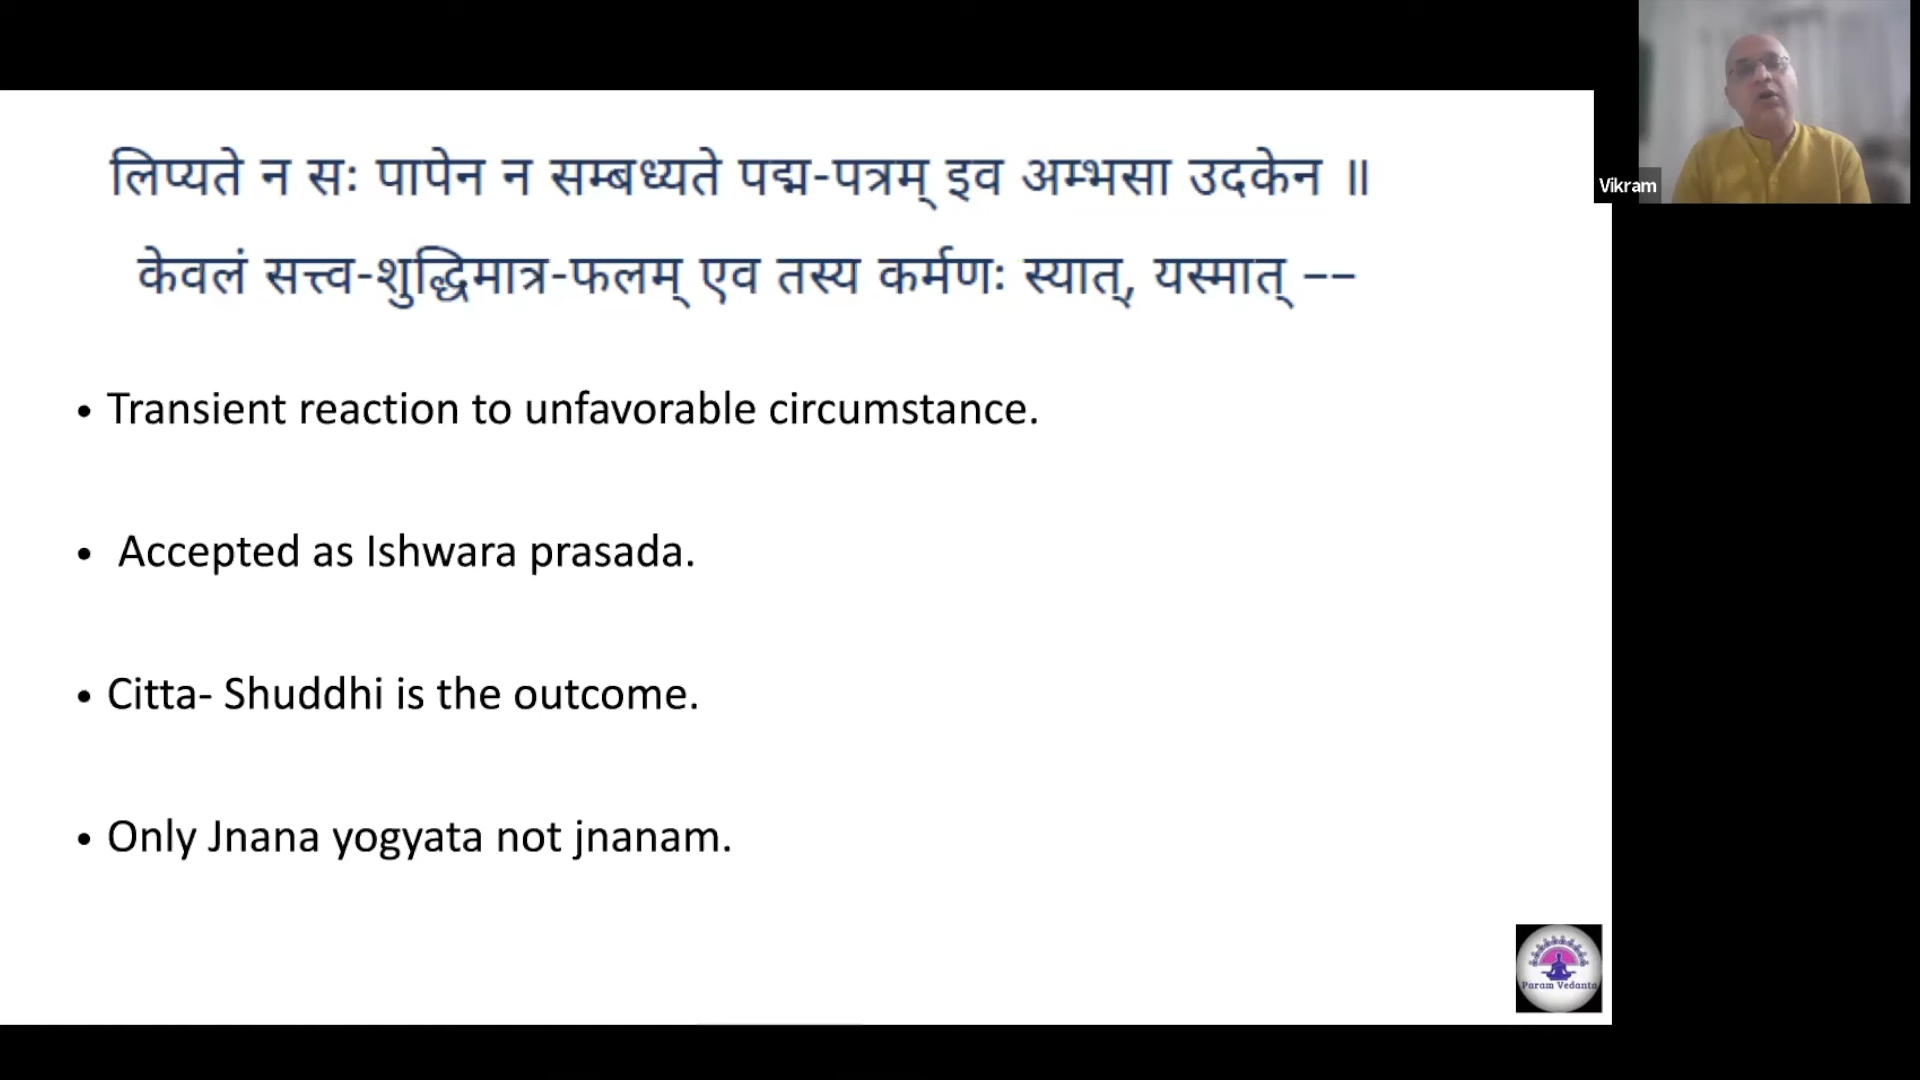 लिप्यते न सः पापेन न सम्बध्यते पद्म-पत्रम् इव अम्भसा उदकेन ॥
केवलं सत्त्व-शुद्धिमात्र-फलम् एव तस्य कर्मणः स्यात्, यस्मात् --
• Transient reaction to unfavorable circumstance.
• Accepted as Ishwara prasada.
• Citta- Shuddhi is the outcome.
• Only Jnana yogyata not jnanam.
Vikram
Param Vedanta